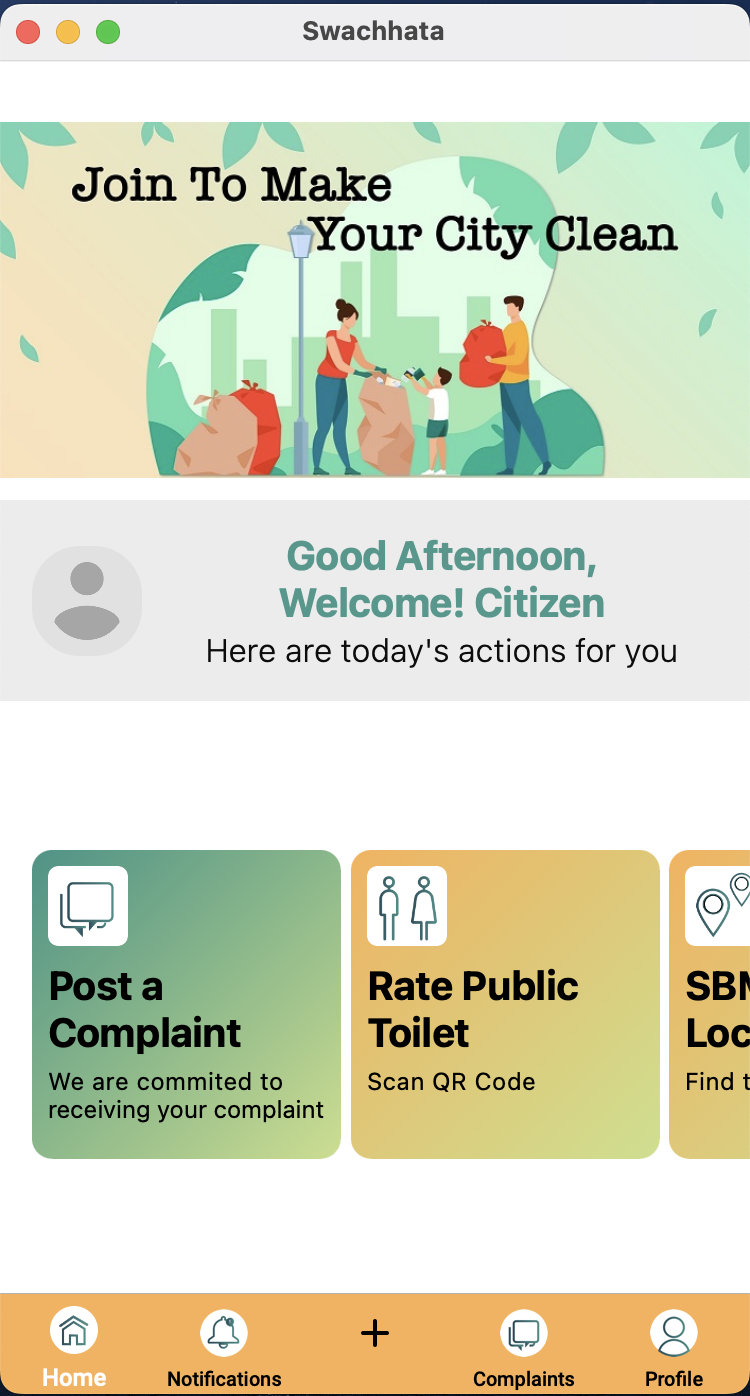 Swachhata
Join To Make
Your City Clean
Good Afternoon,
Welcome! Citizen
Here are today's actions for you
Post a
Complaint
We are commited to
receiving your complaint
Rate Public
Toilet
Scan QR Code
SBM
Loc
Find t
Home
Notifications
+
Complaints
Profile